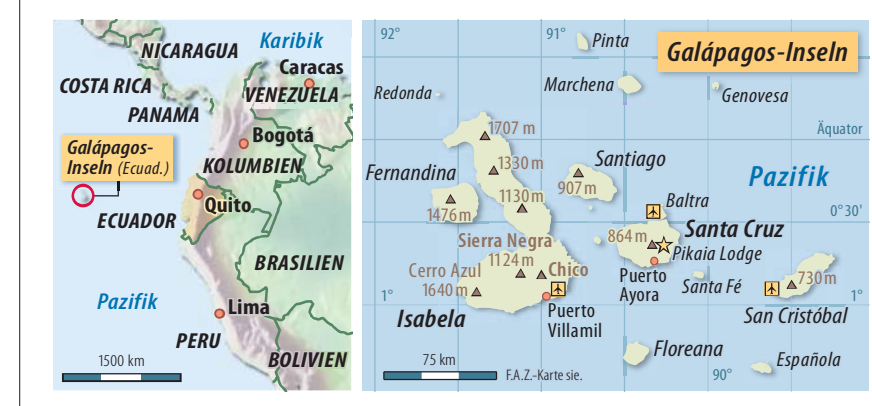 NICARAGUA
Karibik
Caracas
COSTA RICA
VENEZUELA
PANAMA
Bogotá
Galápagos-
Inseln (Ecuad.)
KOLUMBIEN
Quito
ECUADOR
BRASILIEN
Pazifik
Lima
PERU
BOLIVIEN
1500 km
92°
91°
Pinta
Galápagos-Inseln
Redonda
Marchena
Genovesa
Äquator
1707 m
1330 m
Santiago
Fernandina
907 m
Pazifik
1130 m
1476 m
Baltra
0°30'
Santa Cruz
864 m
Pikaia Lodge
Sierra Negra
1124 m
Chico
Cerro Azul
1640 m
Puerto
Ayora
Santa Fé
730 m
1°
1°
Isabela
Puerto
Villamil
San Cristóbal
Floreana
Española
90°
75 km
F.A.Z.-Karte sie.